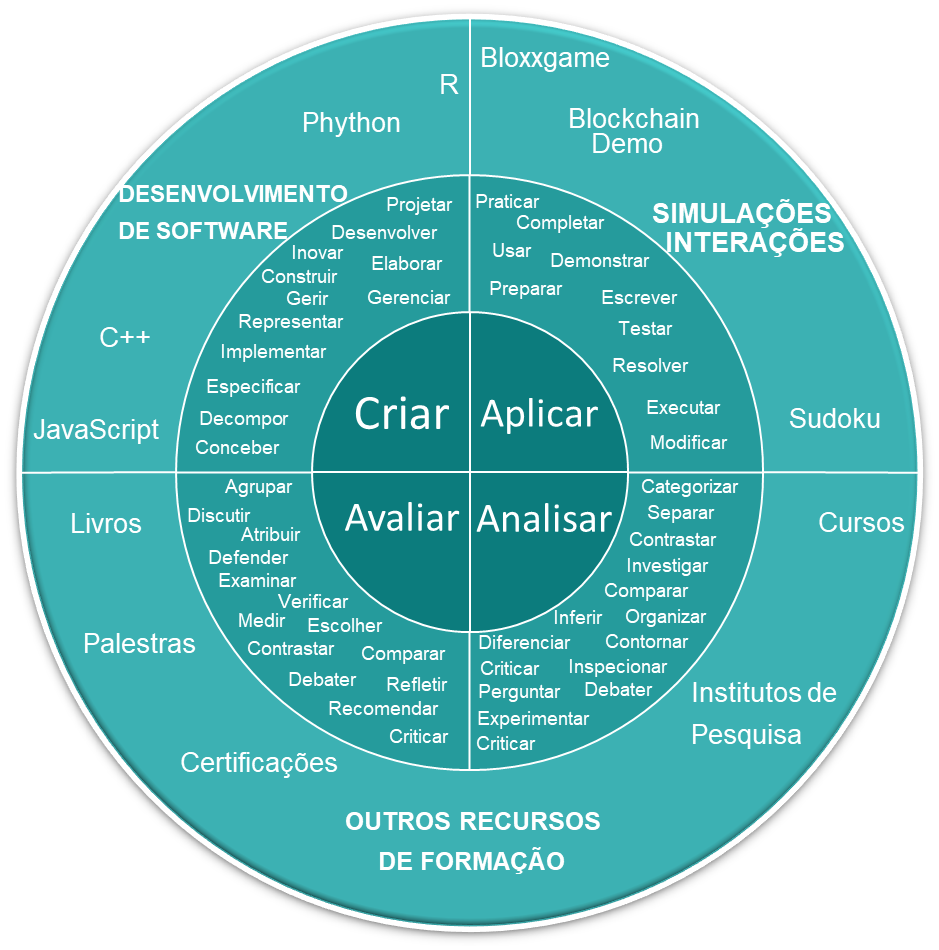 R
Phython
DESENVOLVIMENTO
DE SOFTWARE
C++
JavaScript
Bloxxgame
Blockchain
Demo
SIMULAÇÕES
INTERAÇÕES
Sudoku
Projetar
Desenvolver
Inovar
Elaborar
Construir
Gerir
Gerenciar
Representar
Implementar
Especificar
Decompor
Conceber
Praticar
Completar
Usar
Demonstrar
Preparar
Escrever
Testar
Resolver
Executar
Modificar
Criar
Aplicar
Avaliar
Analisar
Agrupar
Discutir
Atribuir
Defender
Examinar
Verificar
Medir
Escolher
Contrastar
Comparar
Debater
Refletir
Recomendar
Criticar
Categorizar
Separar
Contrastar
Investigar
Comparar
Inferir
Organizar
Diferenciar
Contornar
Criticar
Inspecionar
Perguntar
Debater
Experimentar
Criticar
Livros
Palestras
Certificações
Cursos
Institutos de
Pesquisa
OUTROS RECURSOS
DE FORMAÇÃO